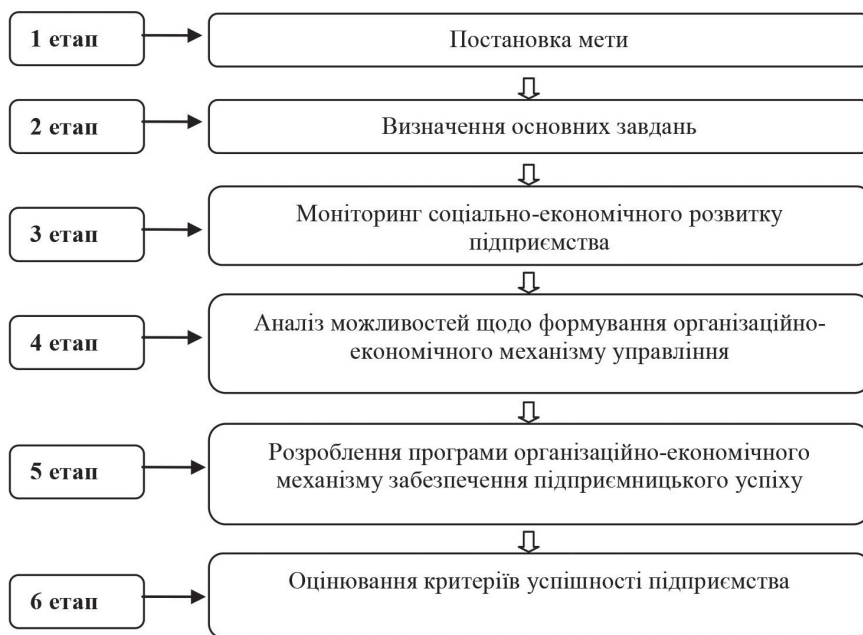 1 етап
Постановка мети
2 етап
Визначення основних завдань
3 етап
Моніторинг соціально-економічного розвитку
підприємства
4 етап
Аналіз можливостей щодо формування організаційно-
економічного механізму управління
5 етап
Розроблення програми організаційно-економічного
механізму забезпечення підприємницького успіху
6 етап
Оцінювання критеріїв успішності підприємства